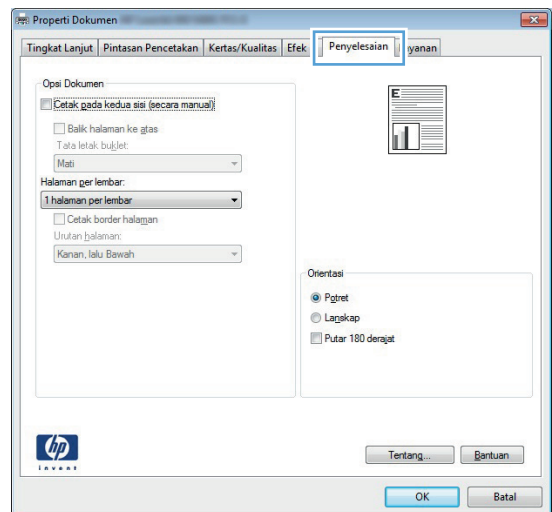 Properti Dokumen
Tingkat Lanjut Pintasan Pencetakan Kertas/Kualitas Efek Penyelesaian yanan
Opsi Dokumen
Cetak pada kedua sisi (secara manual)
Balik halaman ke atas
Tata letak buklet:
Mati
Halaman per lembar:
1 halaman per lembar
Cetak border halaman
Urutan halaman:
Kanan, lalu Bawah
E
Orientasi
Potret
Lanskap
Putar 180 derajat
hp
invent
Tentang... Bantuan
OK Batal